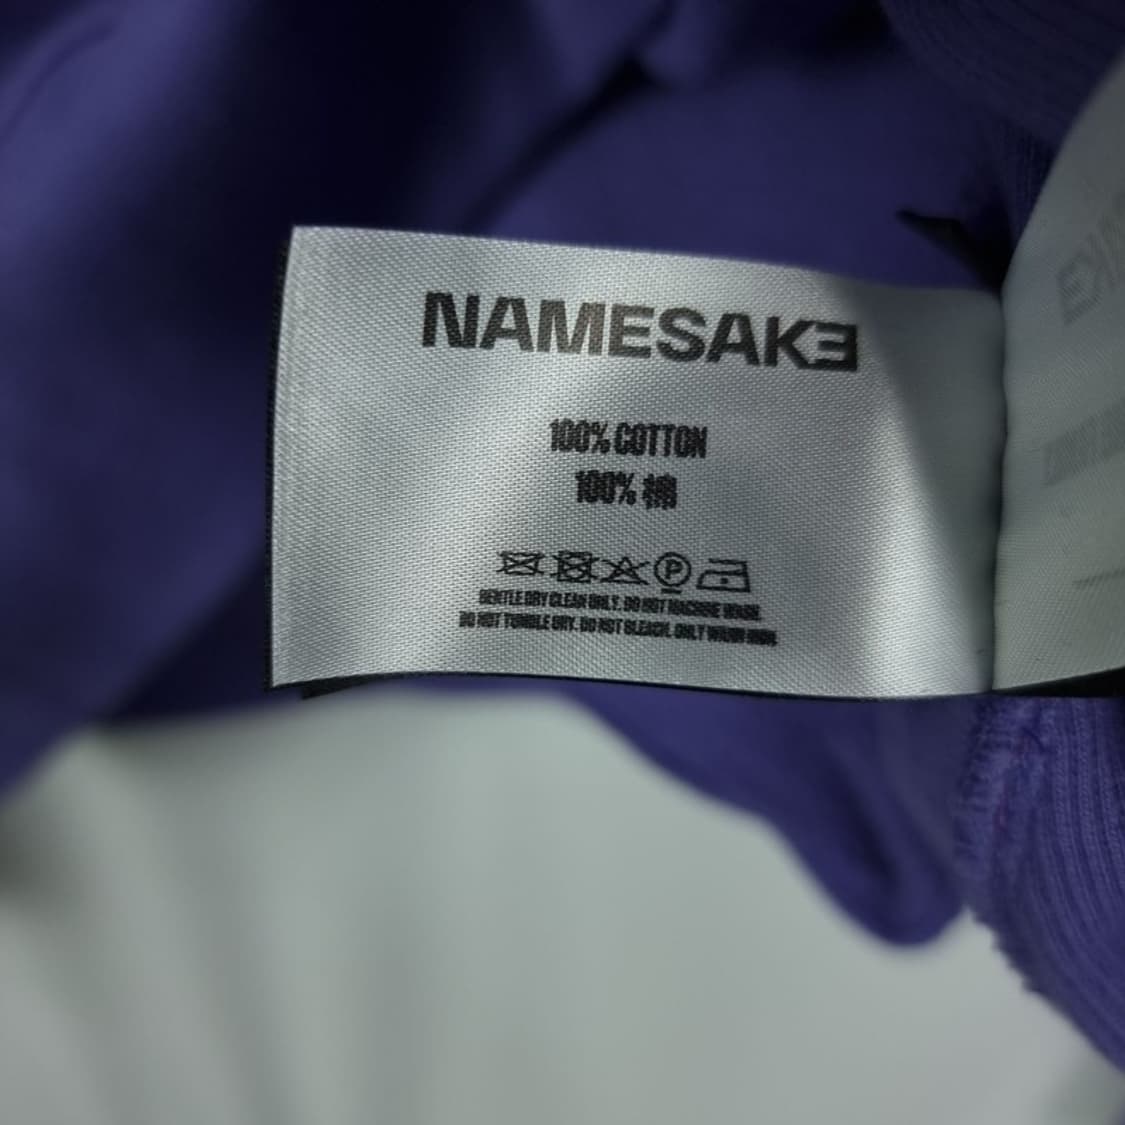 NAMESAKE
100% COTTON
100% 棉
P
GENTLE DRY CLEAN ONLY. DO NOT MACHINE WASH.
DO NOT TUMBLE DRY. DO NOT BLEACH. ONLY WARM IRON.